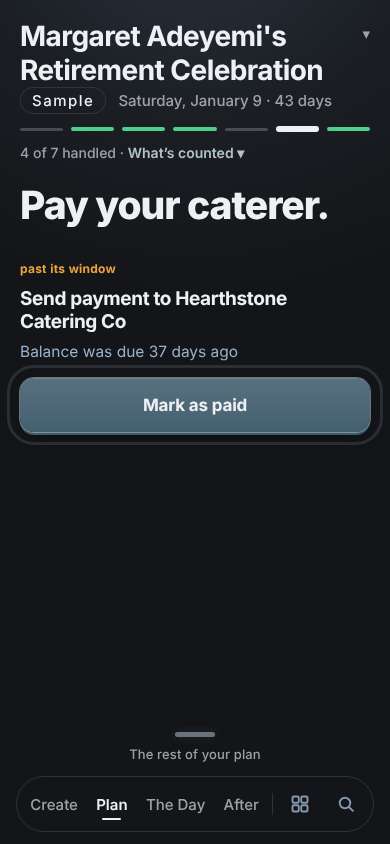 Margaret Adeyemi's ▾
Retirement Celebration
Sample Saturday, January 9 · 43 days
4 of 7 handled · What's counted ▾
Pay your caterer.
past its window
Send payment to Hearthstone
Catering Co
Balance was due 37 days ago
Mark as paid
The rest of your plan
Create Plan The Day After